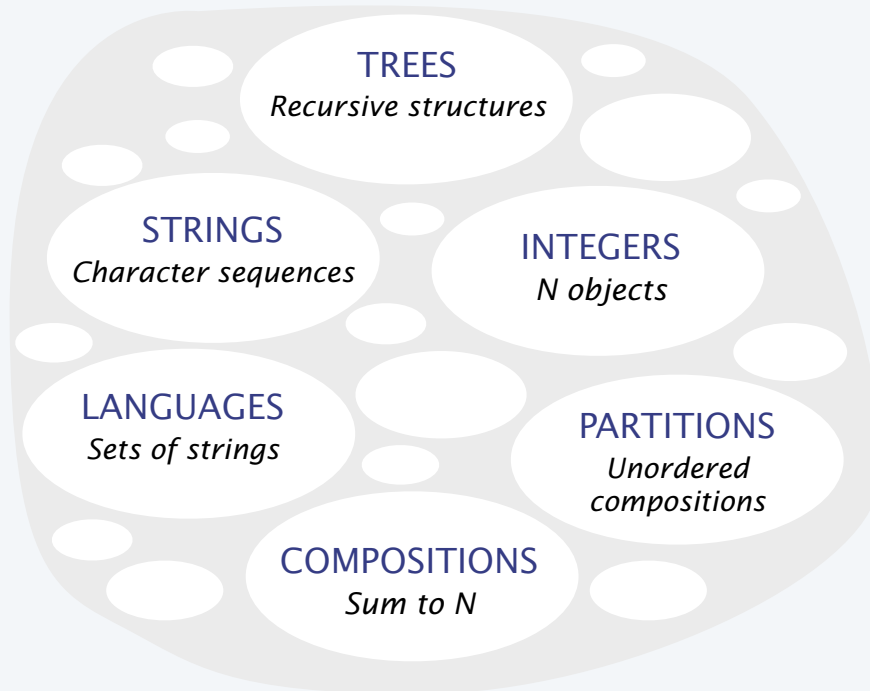 TREES
Recursive structures
STRINGS
Character sequences
INTEGERS
N objects
LANGUAGES
Sets of strings
PARTITIONS
Unordered
compositions
COMPOSITIONS
Sum to N